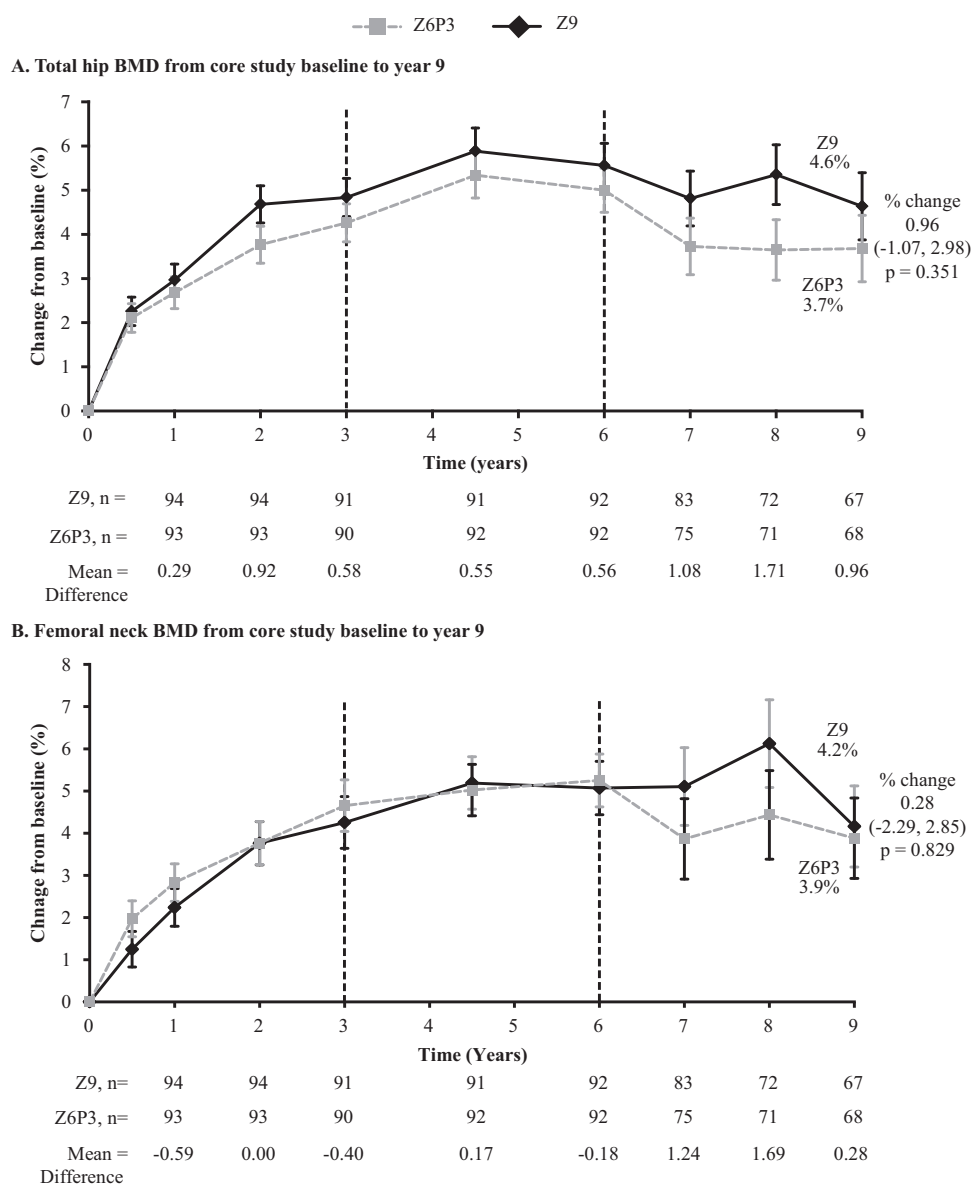 Z6P3 Z9
A. Total hip BMD from core study baseline to year 9
Change from baseline (%)
7
6
5
4
3
2
1
0
Z9
4.6%
% change
0.96
(-1.07, 2.98)
p = 0.351
Z6P3
3.7%
0 1 2 3 4 5 6 7 8 9
Time (years)
Z9, n = 94 94 91 91 92 83 72 67
Z6P3, n = 93 93 90 92 92 75 71 68
Mean = 0.29 0.92 0.58 0.55 0.56 1.08 1.71 0.96
Difference
B. Femoral neck BMD from core study baseline to year 9
Chnage from baseline (%)
8
7
6
5
4
3
2
1
0
Z9
4.2%
% change
0.28
(-2.29, 2.85)
p = 0.829
Z6P3
3.9%
0 1 2 3 4 5 6 7 8 9
Time (Years)
Z9, n= 94 94 91 91 92 83 72 67
Z6P3, n= 93 93 90 92 92 75 71 68
Mean = -0.59 0.00 -0.40 0.17 -0.18 1.24 1.69 0.28
Difference